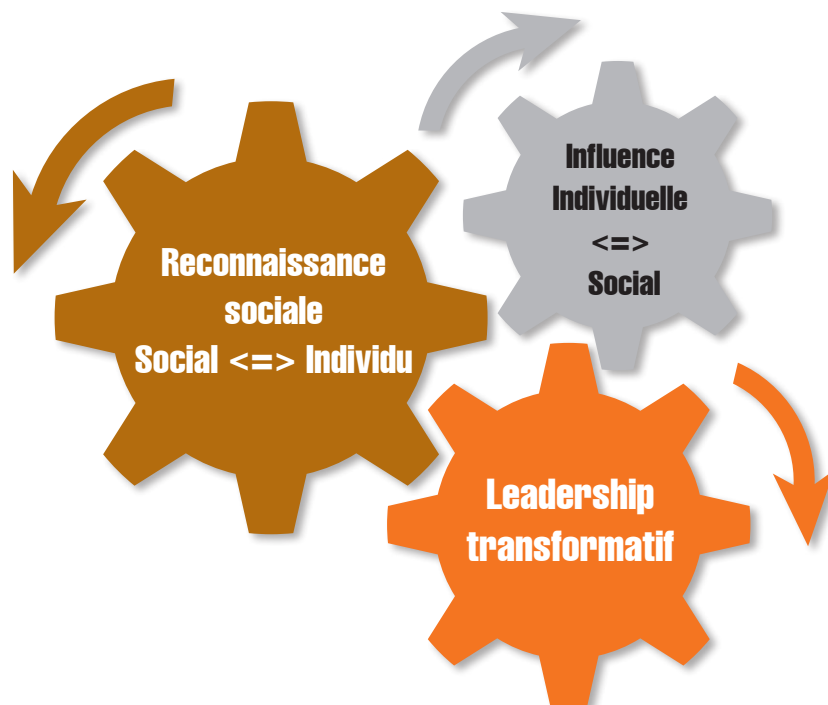 Influence
Individuelle
<=>
Social
Reconnaissance
sociale
Social <=> Individu
Leadership
transformatif